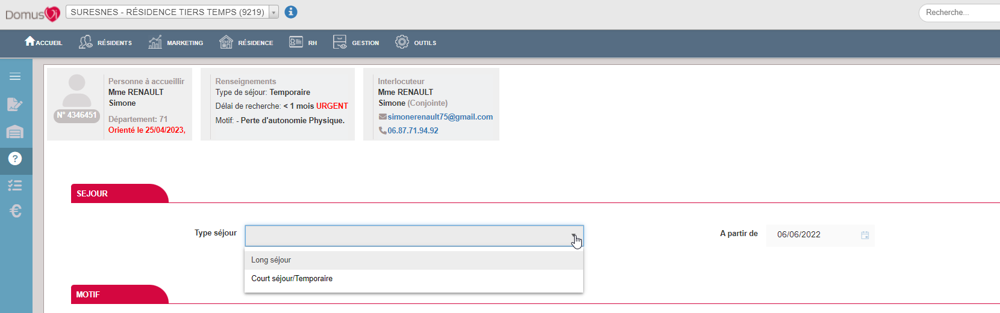 DomusVi
SURESNES - RÉSIDENCE TIERS TEMPS (9219)
i
Recherche...
ACCUEIL
RÉSIDENTS
MARKETING
RÉSIDENCE
RH
GESTION
OUTILS
Personne à accueillir
Mme RENAULT
Simone
N° 4346451
Département: 71
Orienté le 25/04/2023,
Renseignements
Type de séjour: Temporaire
Délai de recherche: < 1 mois URGENT
Motif: - Perte d'autonomie Physique.
Interlocuteur
Mme RENAULT
Simone (Conjointe)
simonerenault75@gmail.com
06.87.71.94.92
?
€
SEJOUR
Type séjour
A partir de
06/06/2022
Long séjour
Court séjour/Temporaire
MOTIF